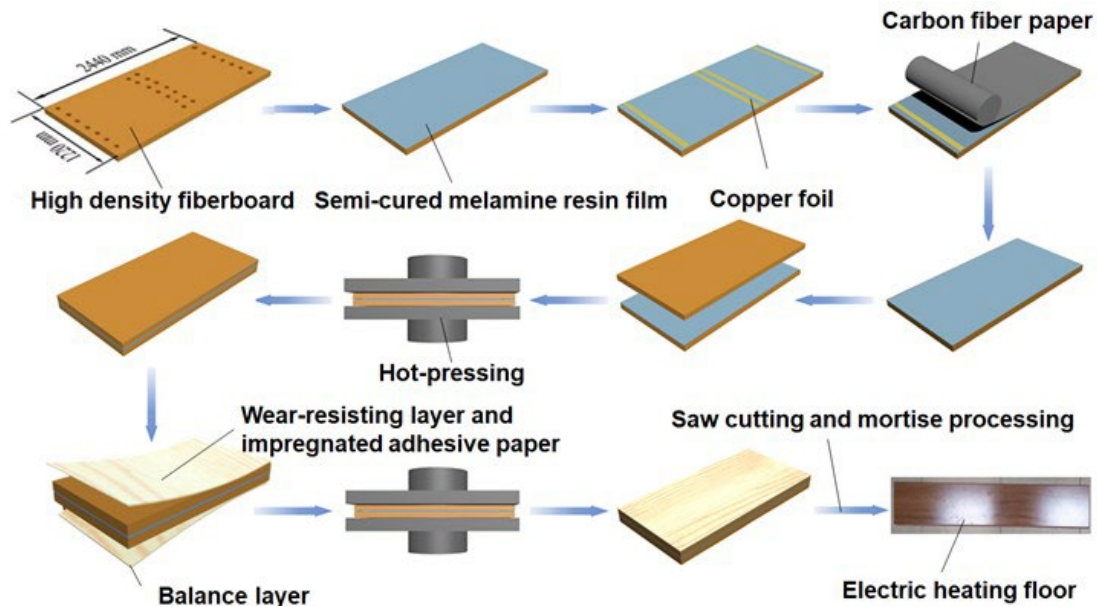 Carbon fiber paper
2440 mm
1220 mm
High density fiberboard
Semi-cured melamine resin film
Copper foil
Hot-pressing
Wear-resisting layer and
impregnated adhesive paper
Saw cutting and mortise processing
Balance layer
Electric heating floor